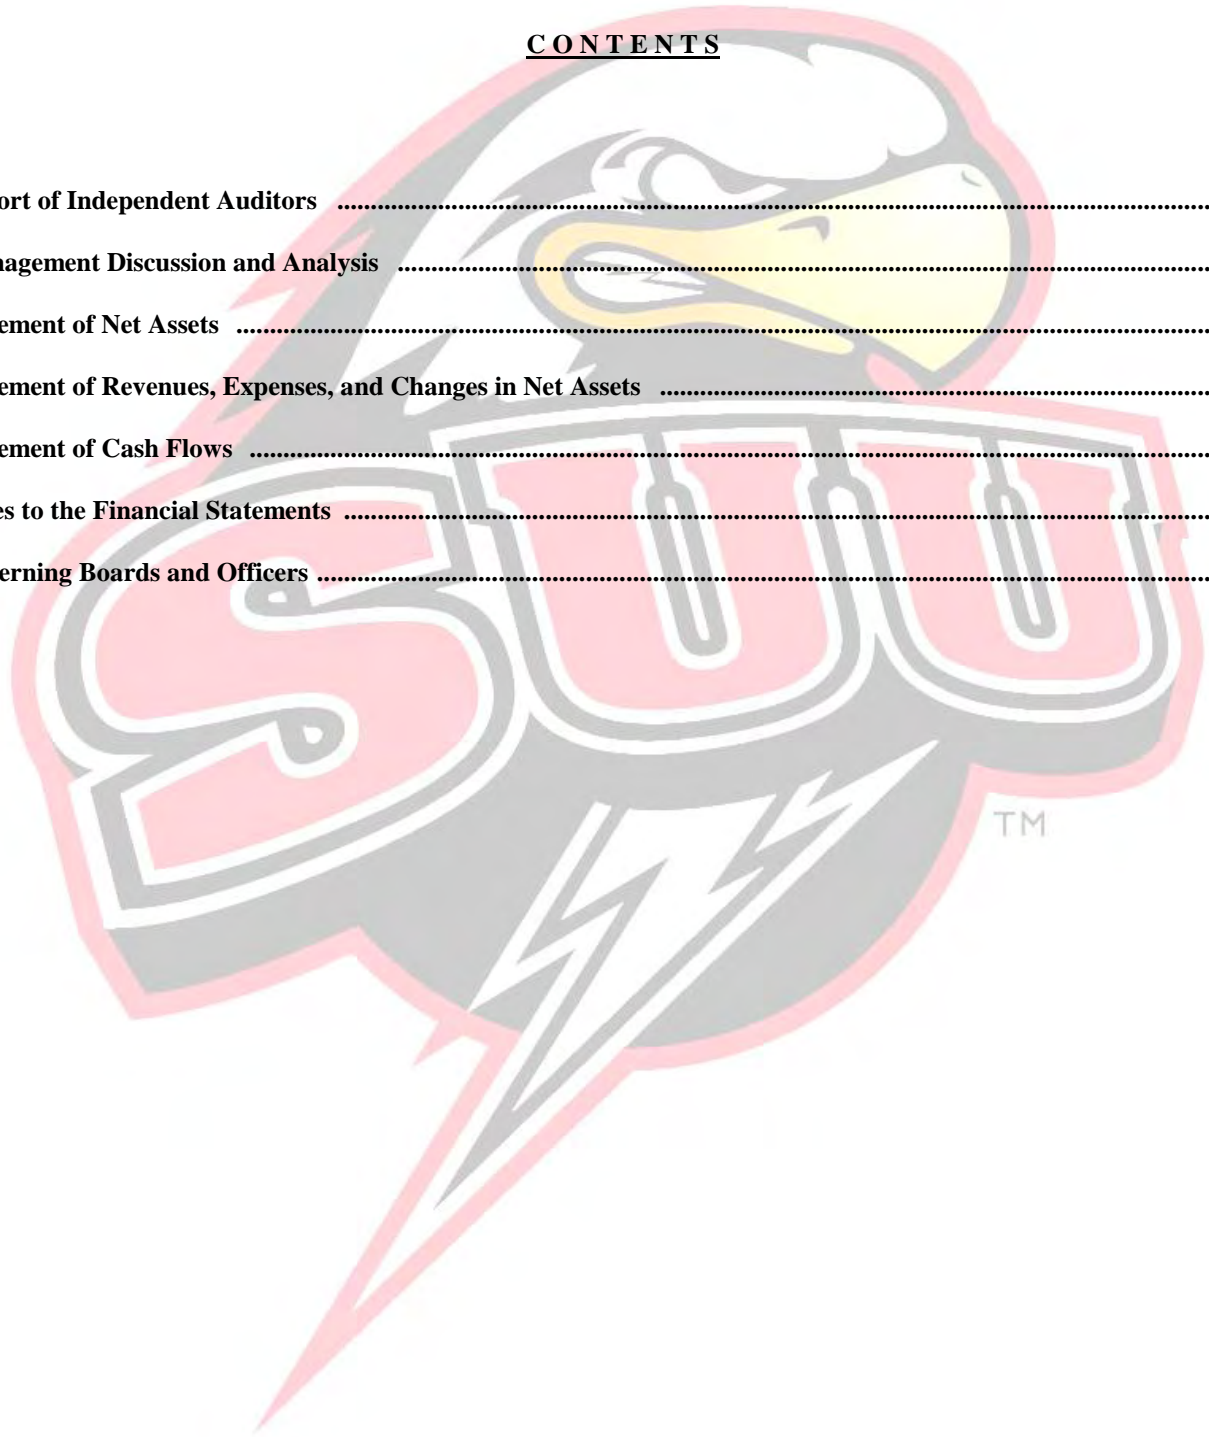 C O N T E N T S
ort of Independent Auditors ........................................................................................................................
nagement Discussion and Analysis ........................................................................................................................
ement of Net Assets ........................................................................................................................
ement of Revenues, Expenses, and Changes in Net Assets ........................................................................................................................
ement of Cash Flows ........................................................................................................................
es to the Financial Statements ........................................................................................................................
erning Boards and Officers ........................................................................................................................
SUU
TM